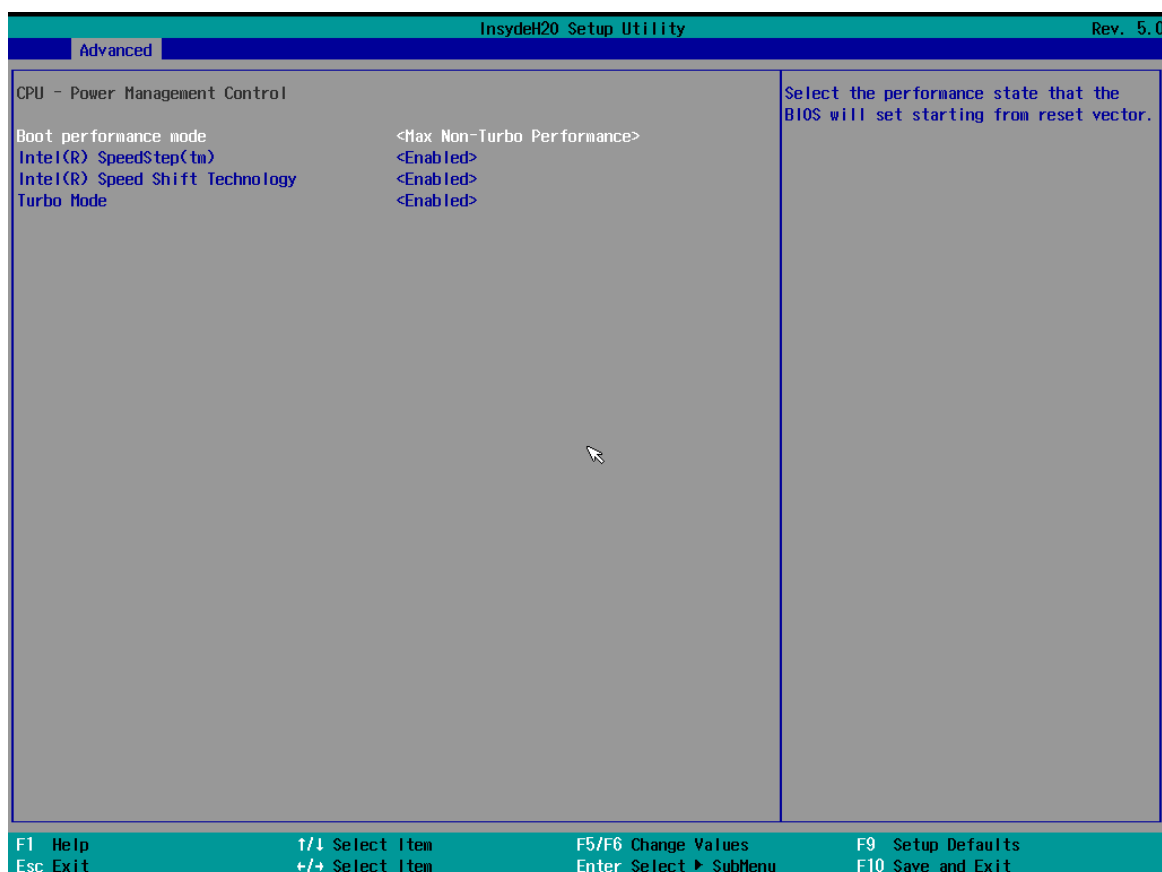 InsydeH20 Setup Utility Rev. 5.0
Advanced
CPU - Power Management Control
Select the performance state that the
BIOS will set starting from reset vector.
Boot performance mode <Max Non-Turbo Performance>
Intel(R) SpeedStep(tm) <Enabled>
Intel(R) Speed Shift Technology <Enabled>
Turbo Mode <Enabled>
F1 Help ↑/↓ Select Item F5/F6 Change Values F9 Setup Defaults
Esc Exit ←/→ Select Item Enter Select ▶ SubMenu F10 Save and Exit